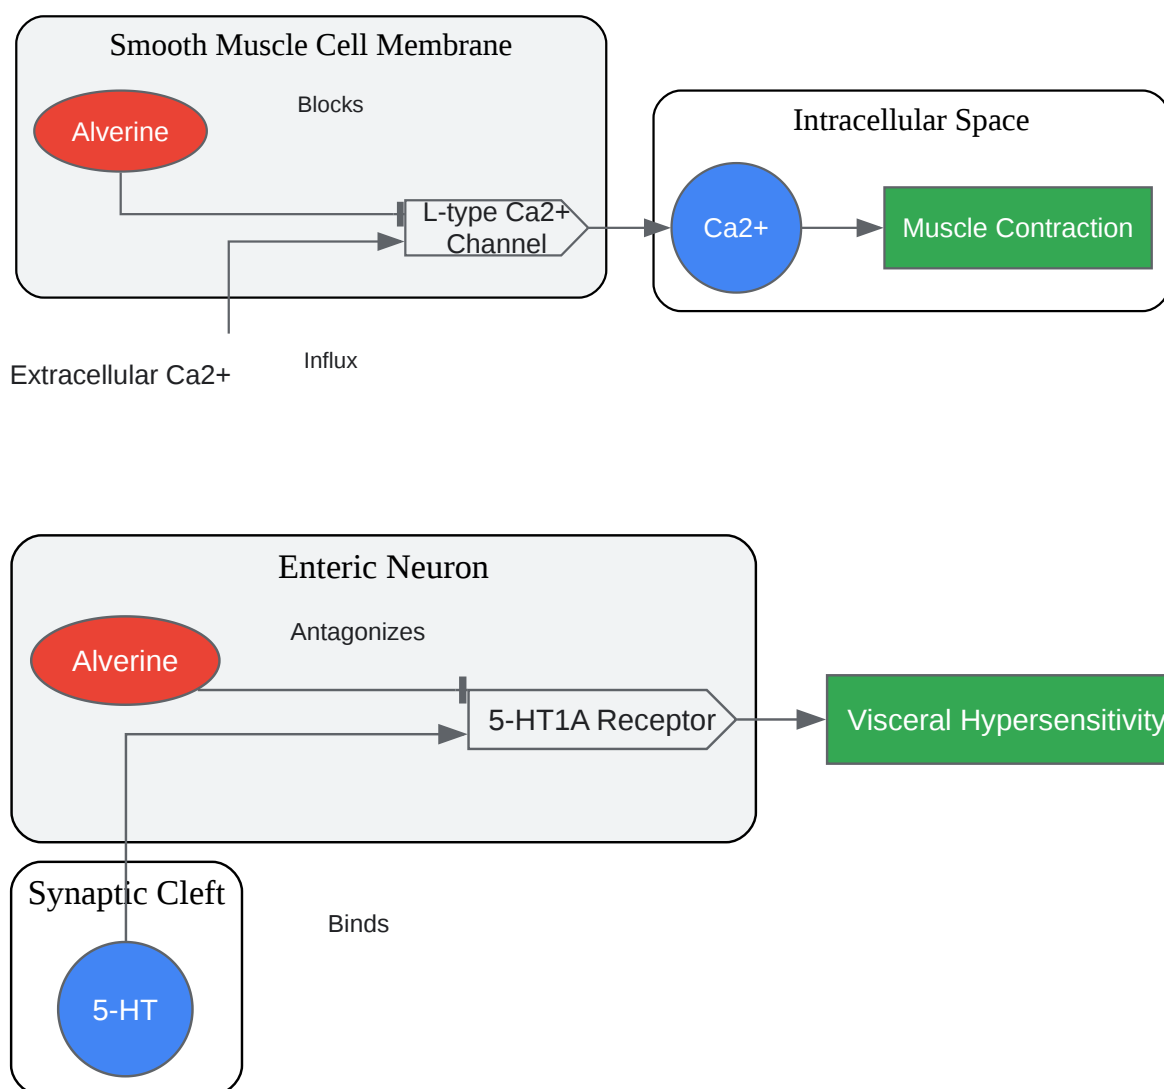 Smooth Muscle Cell Membrane
Blocks
Alverine
Intracellular Space
L-type Ca2+
Channel
Ca2+
Muscle Contraction
Influx
Extracellular Ca2+
Enteric Neuron
Antagonizes
Alverine
5-HT1A Receptor
Visceral Hypersensitivity
Synaptic Cleft
Binds
5-HT